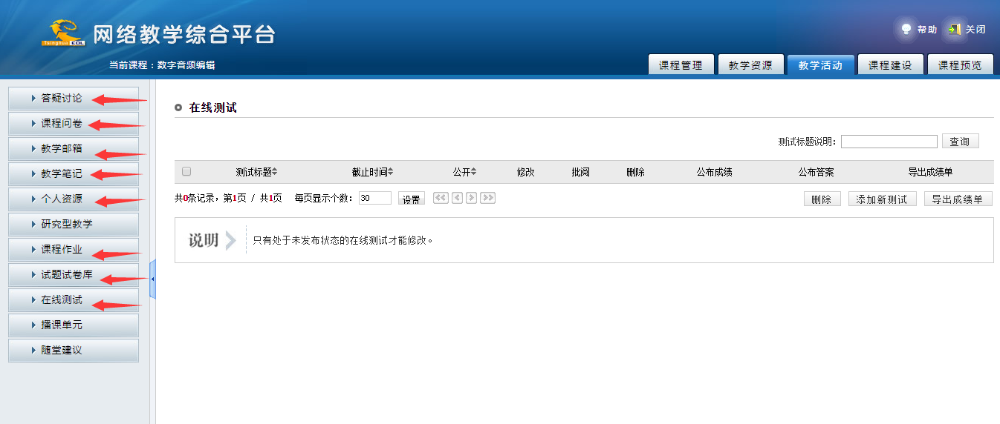 网络教学综合平台
Tsinghua EDL
帮助 关闭
当前课程：数字音频编辑
课程管理 教学资源 教学活动 课程建设 课程预览
答疑讨论
课程问卷
教学邮箱
教学笔记
个人资源
研究型教学
课程作业
试题试卷库
在线测试
播课单元
随堂建议
在线测试
测试标题说明： 查询
测试标题 截止时间 公开 修改 批阅 删除 公布成绩 公布答案 导出成绩单
共0条记录，第1页 / 共1页 每页显示个数： 30 设置 删除 添加新测试 导出成绩单
说明 只有处于未发布状态的在线测试才能修改。